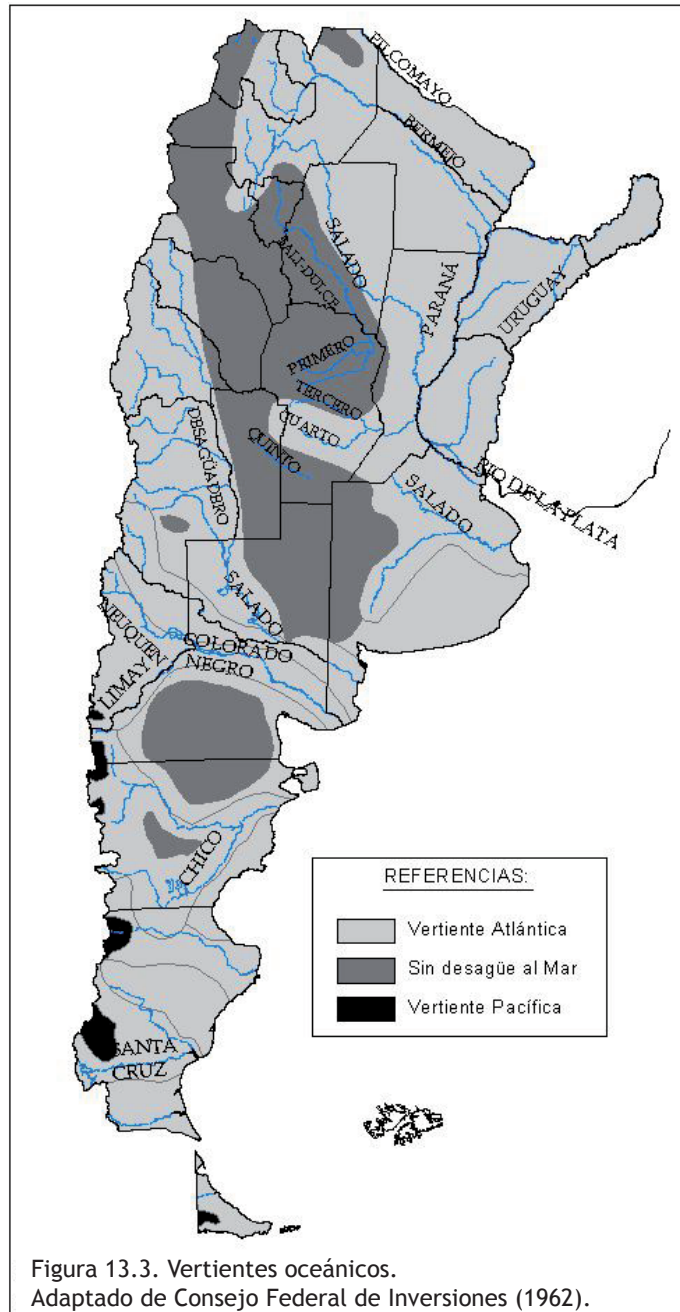 PILCOMAYO
BERMEJO
SALADO
SALI-DULCE
PARANÁ
URUGUAY
PRIMERO
TERCERO
CUARTO
QUINTO
DESAGÜADERO
SALADO
RIO DE LA PLATA
SALADO
COLORADO
NEUQUEN
NEGRO
LIMAY
CHICO
SANTA
CRUZ
REFERENCIAS:
Vertiente Atlántica
Sin desagüe al Mar
Vertiente Pacífica
Figura 13.3. Vertientes oceánicos.
Adaptado de Consejo Federal de Inversiones (1962).